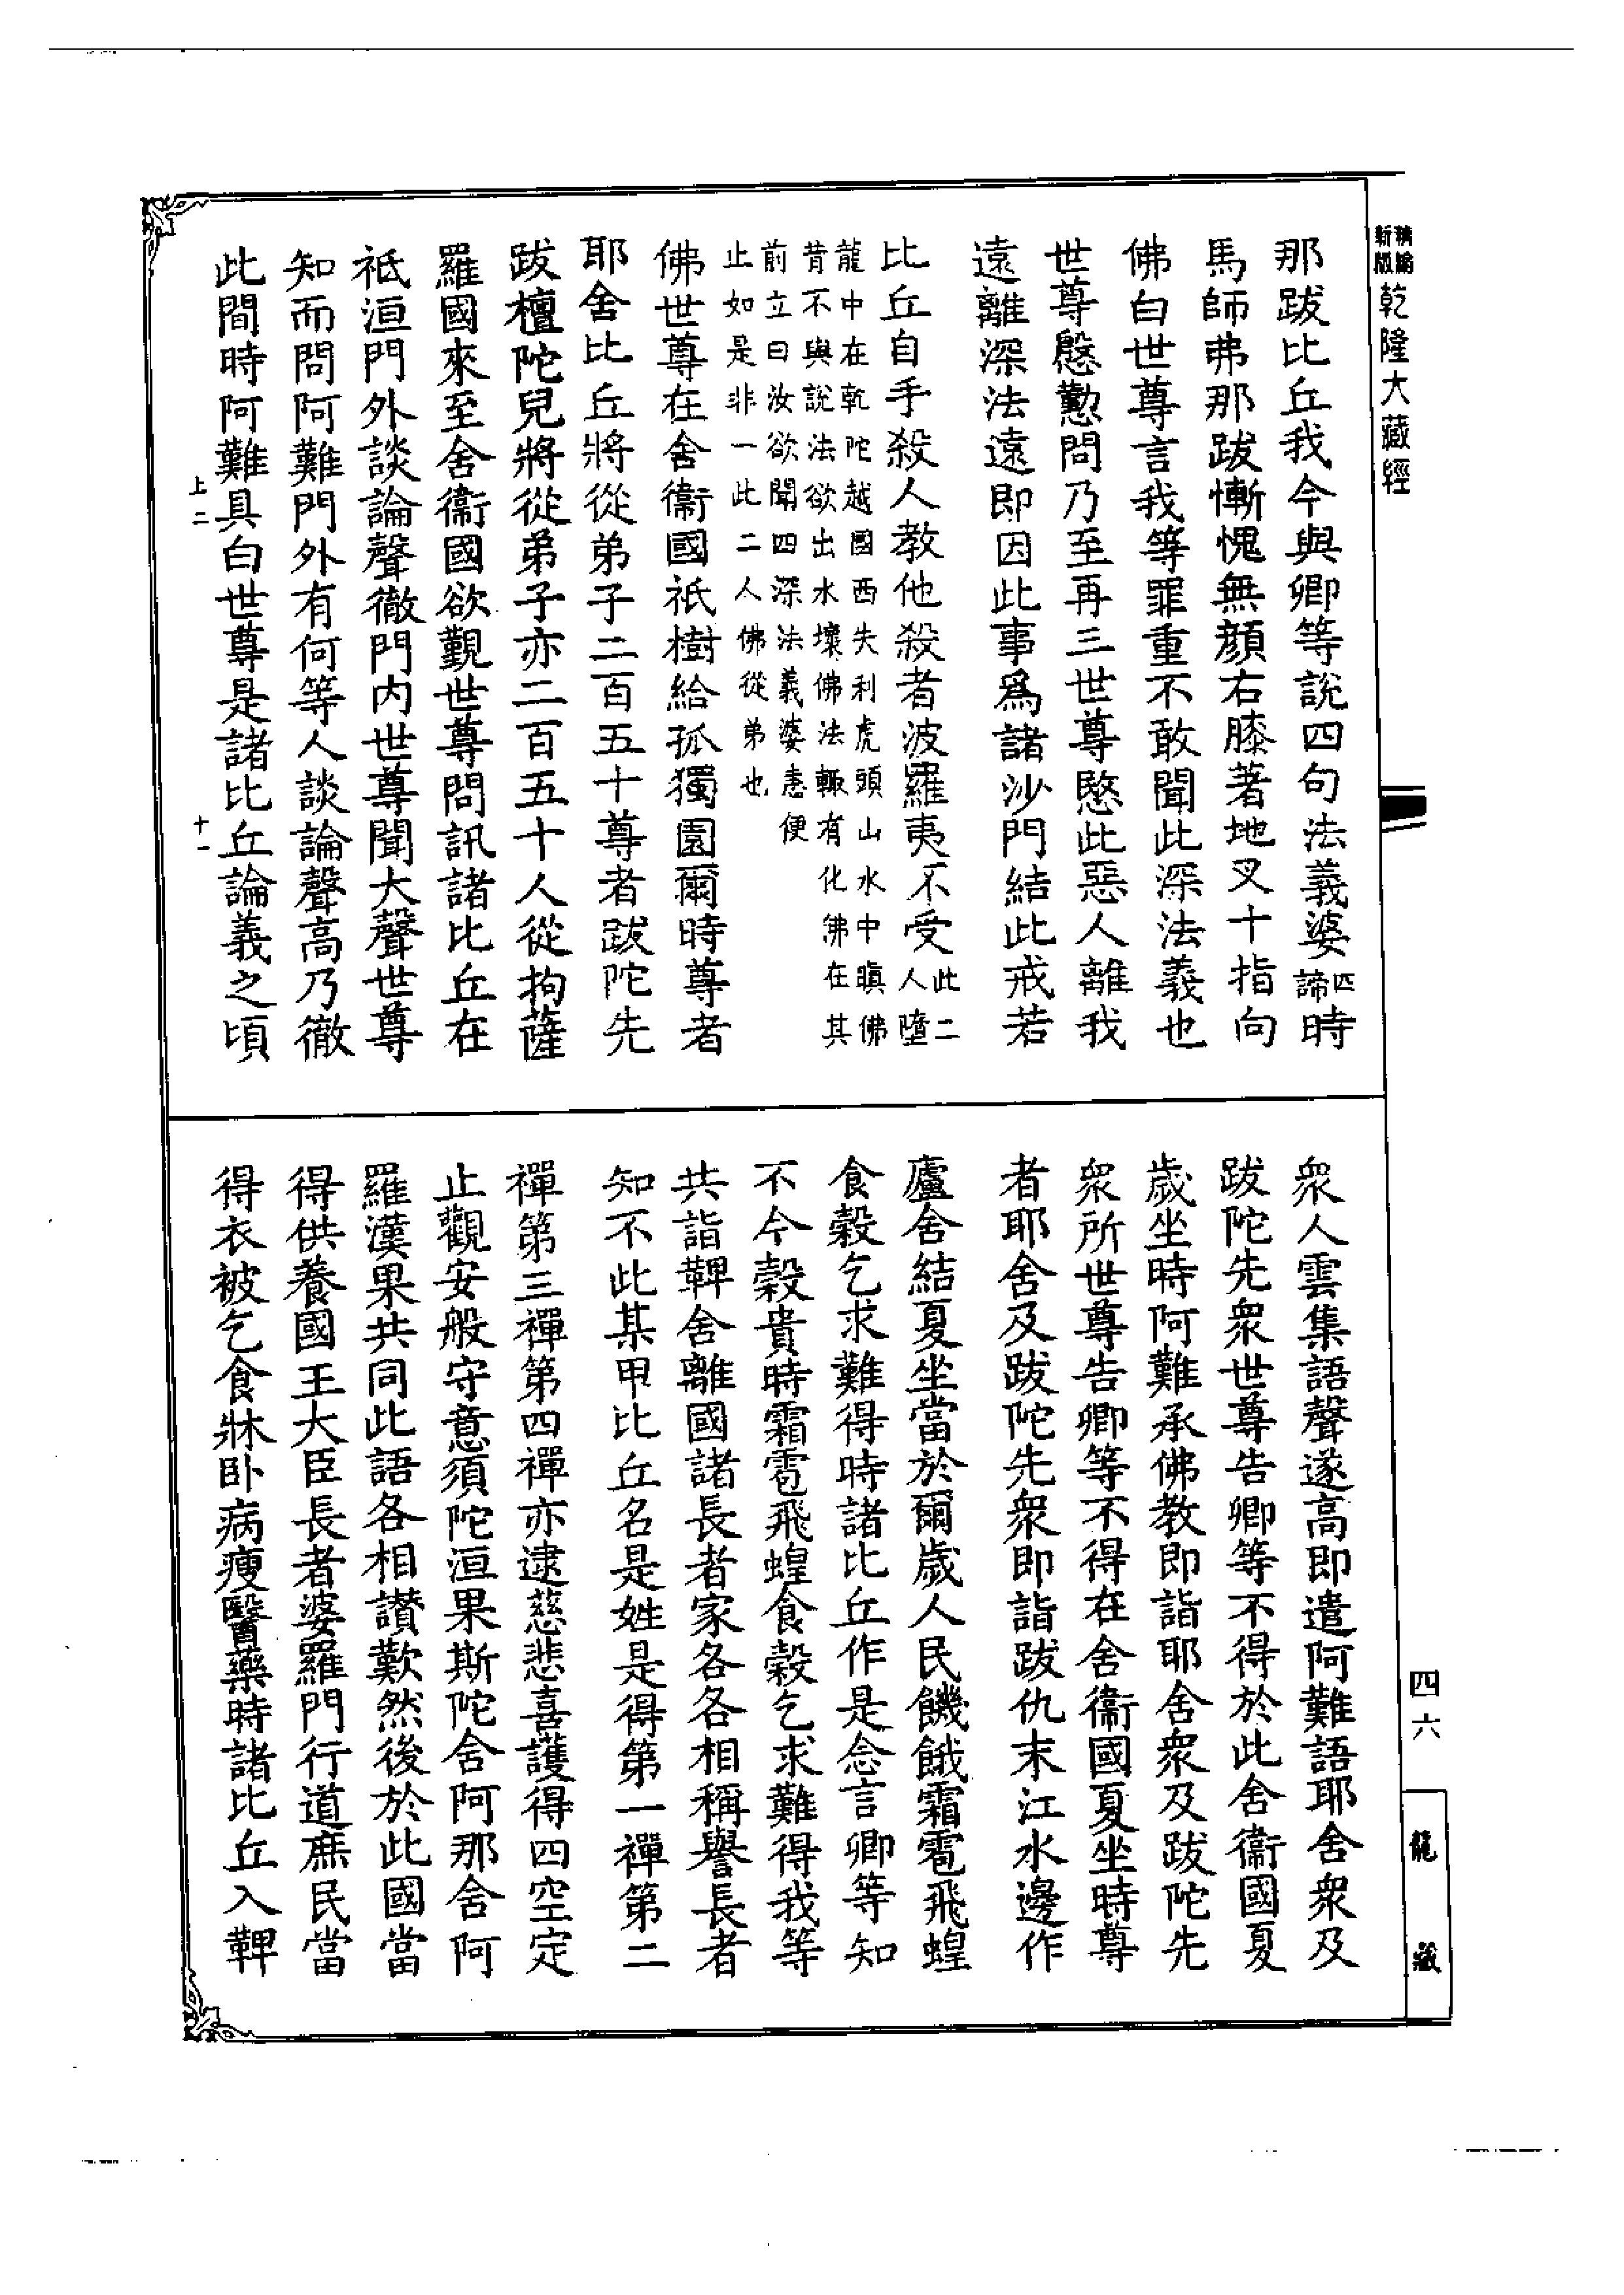 新版
精編
乾隆大藏經
那跋比丘我今與卿等說四句法義婆四諦時
馬師弗那跋慚愧無顔右膝著地叉十指向
佛白世尊言我等罪重不敢聞此深法義也
世尊慇懃問乃至再三世尊愍此惡人離我
遠離深法遠即因此事爲諸沙門結此戒若
比丘自手殺人教他殺者波羅夷不受此二人墮
龍中在乾陀越國西失利虎頭山水中瞋佛
昔不與說法欲出水壞佛法輙有化佛在其
前立曰汝欲聞四深法義婆恚便
止如是非一此二人佛從弟也
佛世尊在舍衞國祇樹給孤獨園爾時尊者
耶舍比丘將從弟子二百五十尊者跋陀先
跋檀陀兒將從弟子亦二百五十人從拘薩
羅國來至舍衞國欲覲世尊問訊諸比丘在
祇洹門外談論聲徹門内世尊聞大聲世尊
知而問阿難門外有何等人談論聲高乃徹
此間時阿難具白世尊是諸比丘論義之頃
上二
十一
衆人雲集語聲遂高即遣阿難語耶舍衆及
跋陀先衆世尊告卿等不得於此舍衞國夏
歲坐時阿難承佛教即詣耶舍衆及跋陀先
衆所世尊告卿等不得在舍衞國夏坐時尊
者耶舍及跋陀先衆即詣跋仇末江水邊作
廬舍結夏坐當於爾歲人民饑餓霜雹飛蝗
食穀乞求難得時諸比丘作是念言卿等知
不今穀貴時霜雹飛蝗食穀乞求難得我等
共詣鞞舍離國諸長者家各各相稱譽長者
知不此某甲比丘名是姓是得第一禪第二
禪第三禪第四禪亦逮慈悲喜護得四空定
止觀安般守意須陀洹果斯陀舍阿那舍阿
羅漢果共同此語各相讃歎然後於此國當
得供養國王大臣長者婆羅門行道庶民當
得衣被乞食牀卧病瘦醫藥時諸比丘入鞞
四六
龍藏